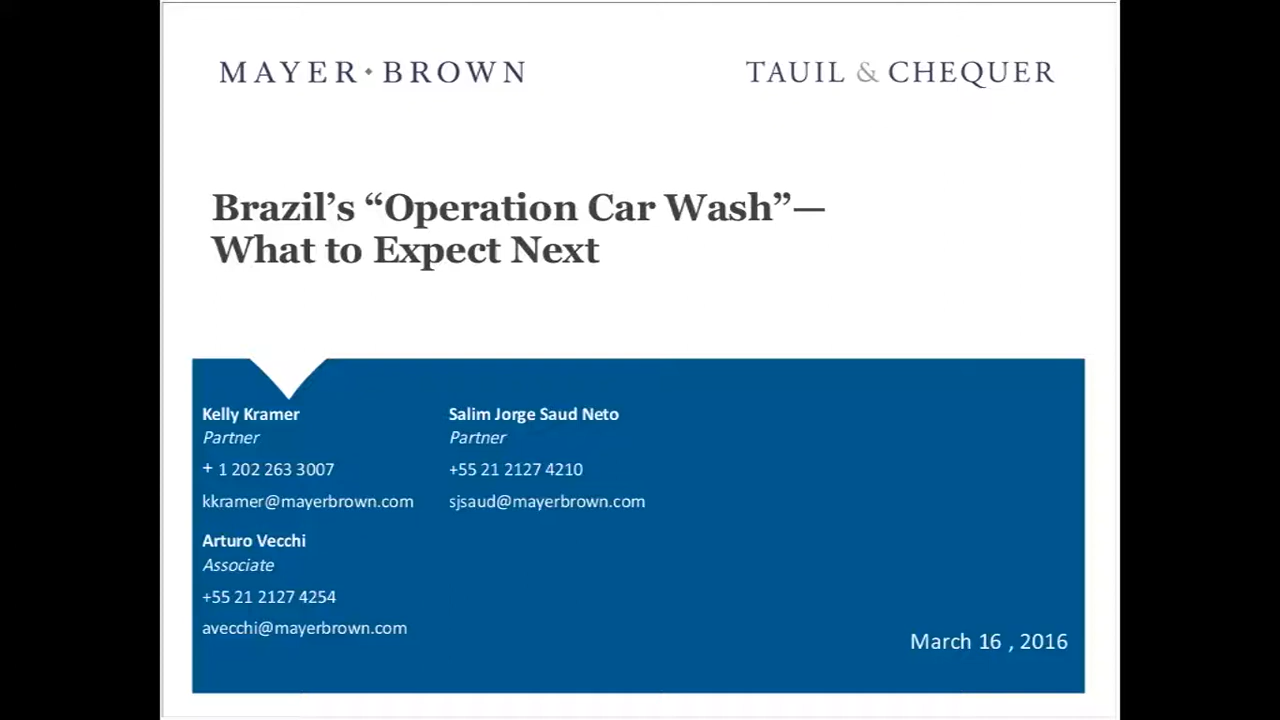 MAYER • BROWN
TAUIL & CHEQUER
Brazil’s “Operation Car Wash”—
What to Expect Next
Kelly Kramer
Partner
+ 1 202 263 3007
kkramer@mayerbrown.com
Salim Jorge Saud Neto
Partner
+55 21 2127 4210
sjsaud@mayerbrown.com
Arturo Vecchi
Associate
+55 21 2127 4254
avecchi@mayerbrown.com
March 16 , 2016